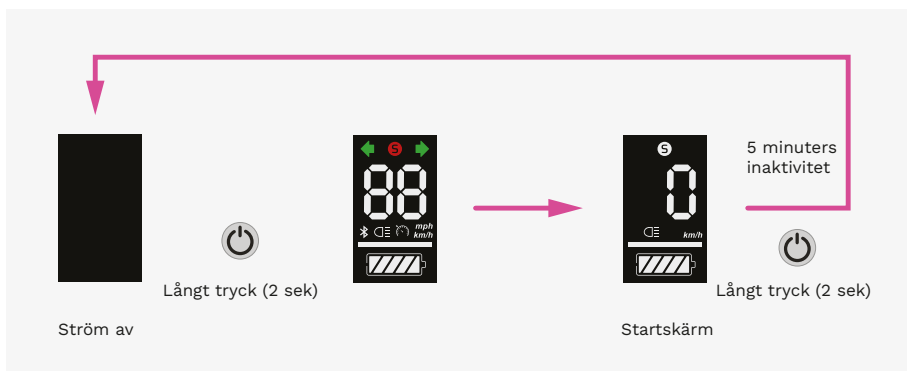 5 minuters
inaktivitet
S
88
mph
km/h
S
0
km/h
Långt tryck (2 sek)
Långt tryck (2 sek)
Ström av
Startskärm